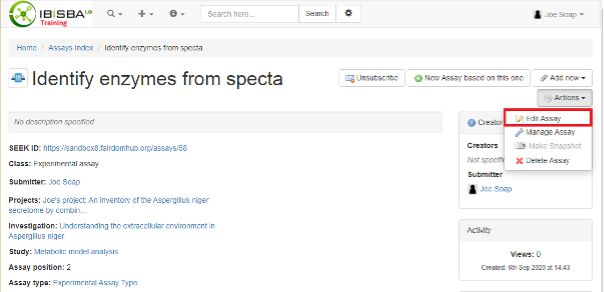 IBISBA 1.0
Training
Search here...
Search
Joe Soap
Home / Assays Index / Identify enzymes from specta
Identify enzymes from specta
Unsubscribe
New Assay based on this one
Add new
Actions
Edit Assay
Manage Assay
Make Snapshot
Delete Assay
No description specified
SEEK ID: https://sandbox8.fairdomhub.org/assays/58
Class: Experimental assay
Submitter: Joe Soap
Projects: Joe's project: An inventory of the Aspergillus niger
secretome by combin...
Investigation: Understanding the extracellular environment in
Aspergillus niger
Study: Metabolic model analysis
Assay position: 2
Assay type: Experimental Assay Type
Creators
Not specified
Submitter
Joe Soap
Activity
Views: 0
Created: 6th Sep 2020 at 14:43